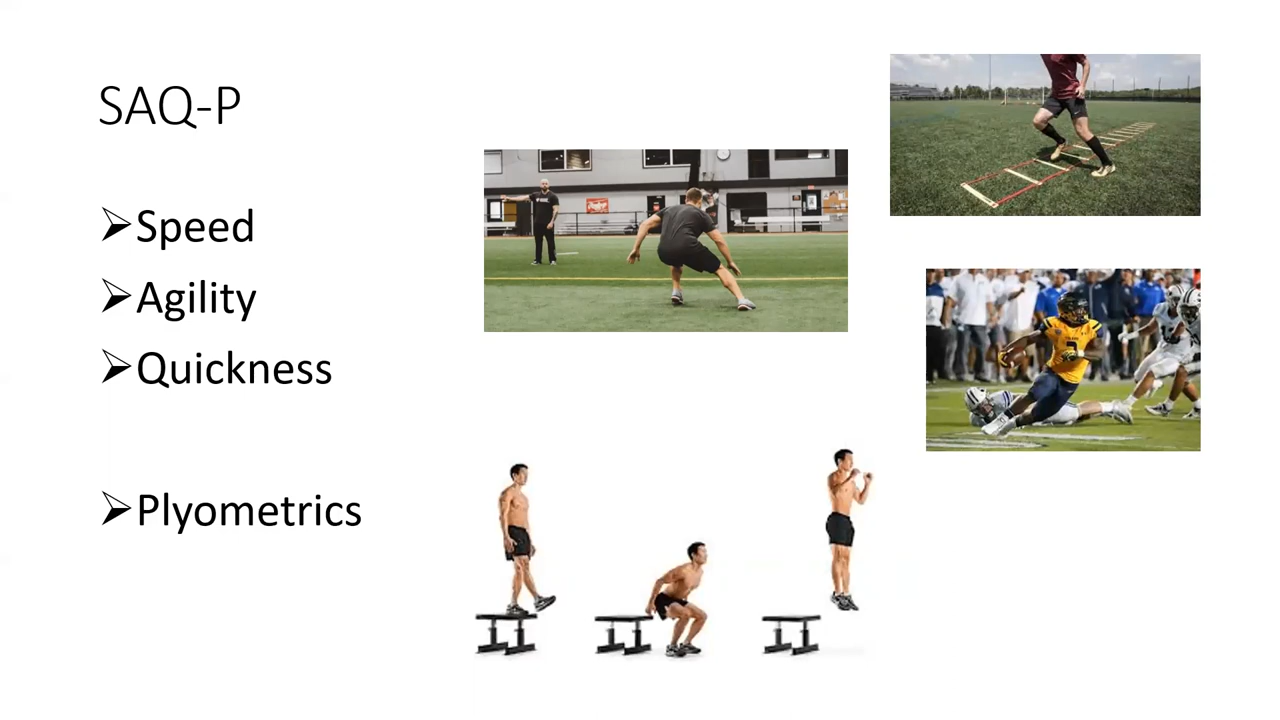 SAQ-P
➢Speed
➢Agility
➢Quickness
➢Plyometrics